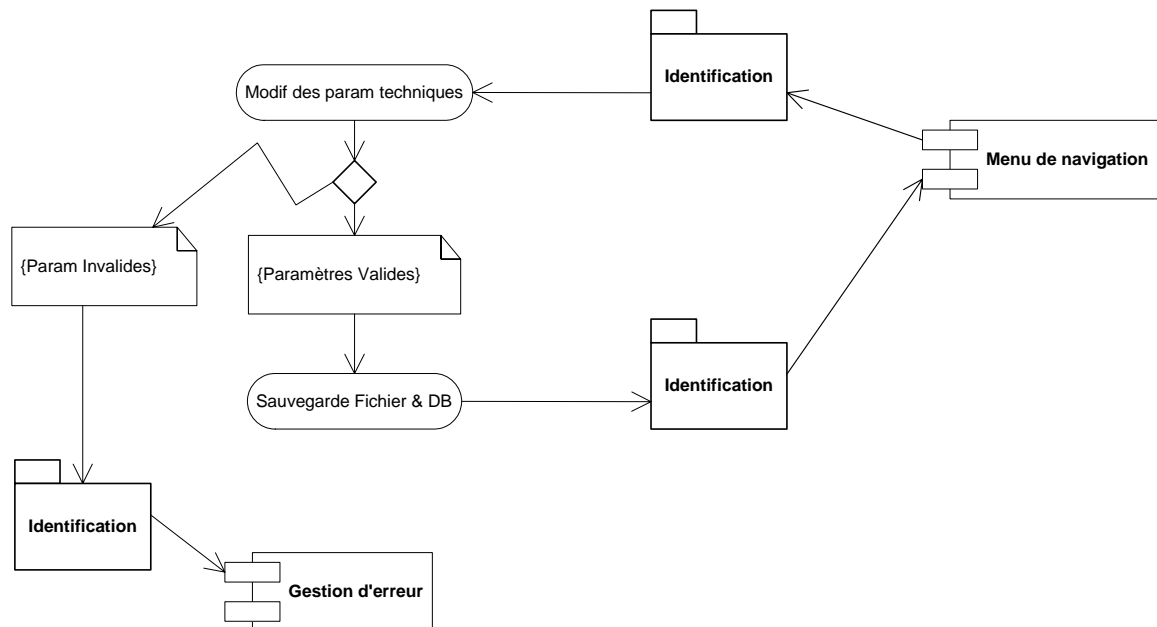 Identification
Modif des param techniques
Menu de navigation
{Param Invalides}
{Paramètres Valides}
Identification
Sauvegarde Fichier & DB
Identification
Gestion d'erreur